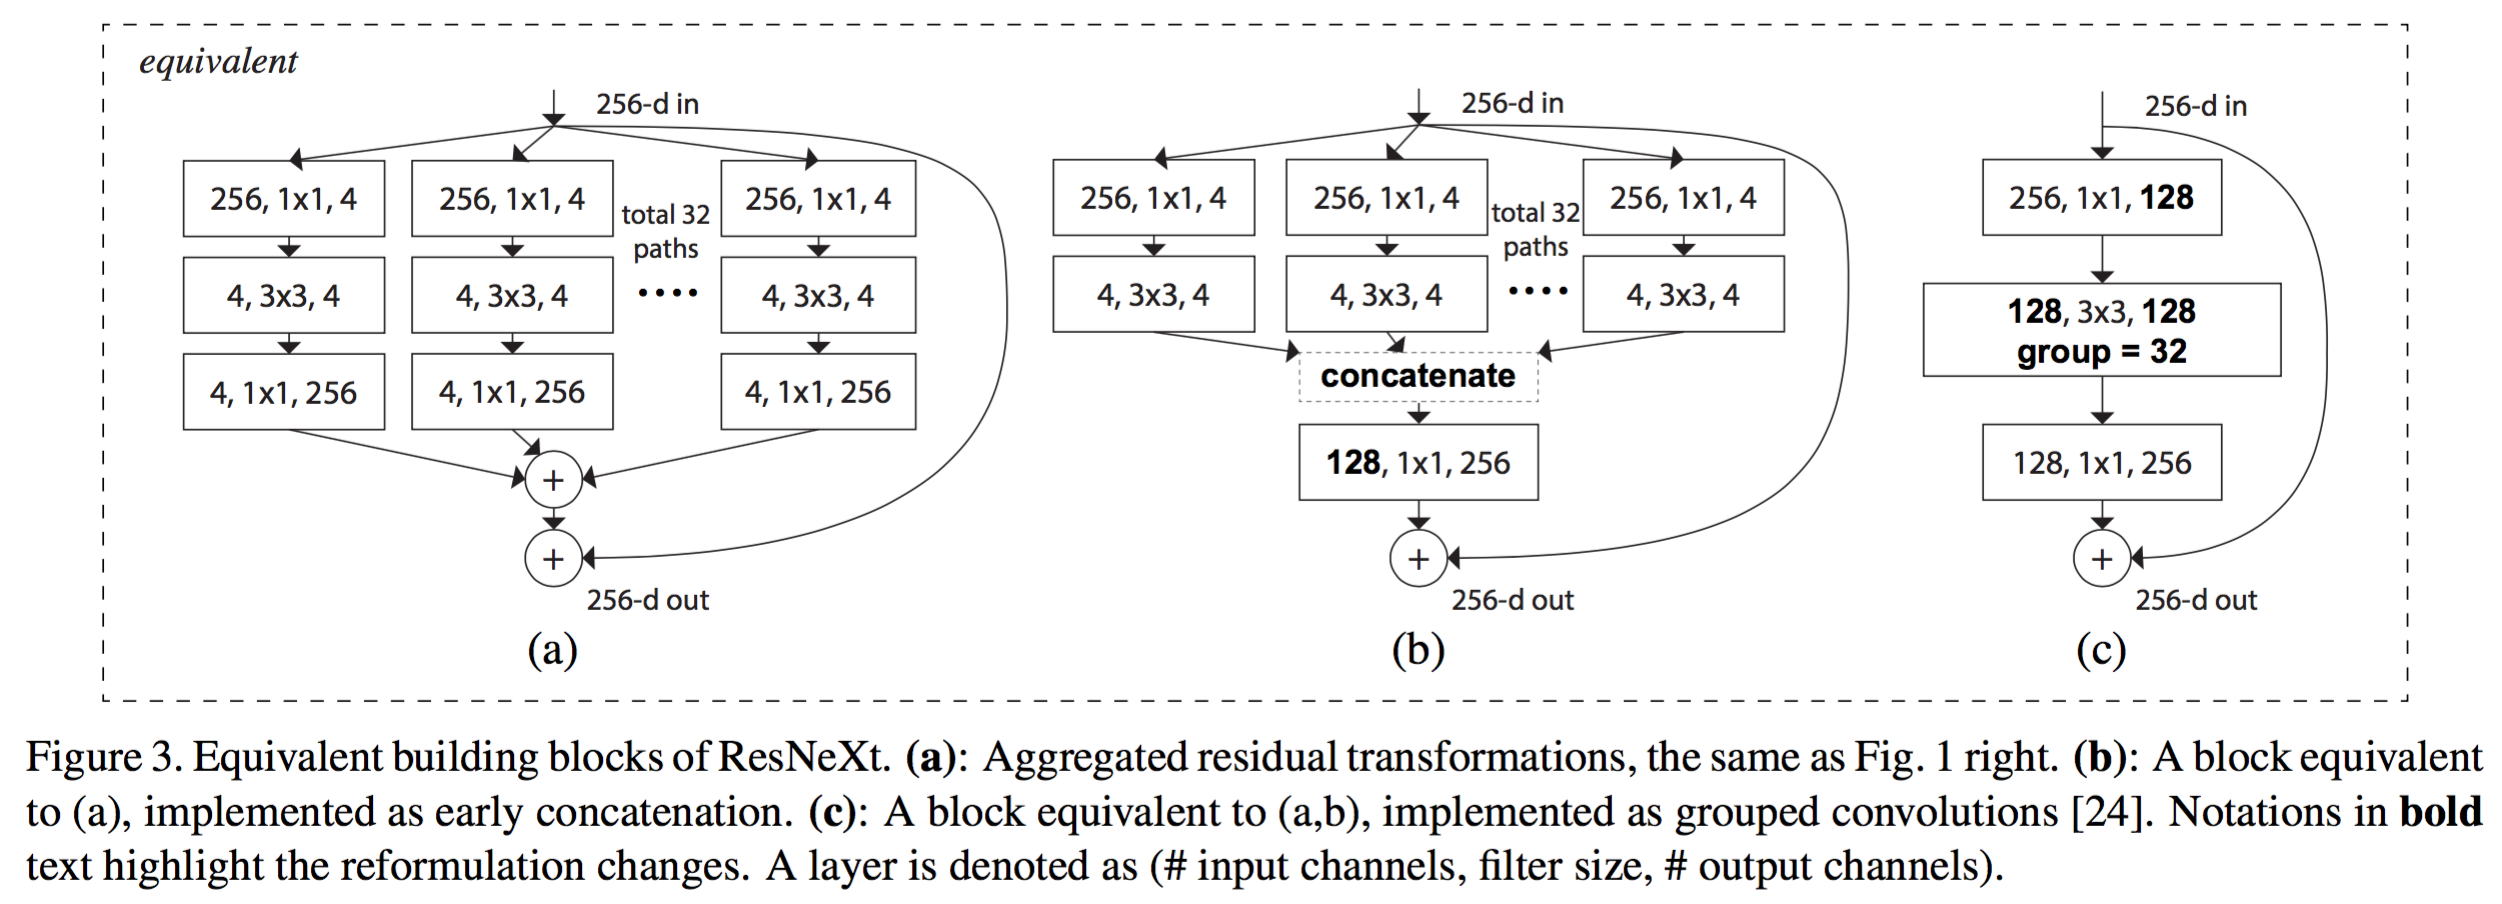 equivalent
256-d in
256, 1x1, 4
256, 1x1, 4
total 32
paths
256, 1x1, 4
4, 3x3, 4
4, 3x3, 4
....
4, 3x3, 4
4, 1x1, 256
4, 1x1, 256
4, 1x1, 256
+
+
256-d out
(a)
256-d in
256, 1x1, 4
256, 1x1, 4
total 32
paths
256, 1x1, 4
4, 3x3, 4
4, 3x3, 4
....
4, 3x3, 4
concatenate
128, 1x1, 256
+
256-d out
(b)
256-d in
256, 1x1, 128
128, 3x3, 128
group = 32
128, 1x1, 256
+
256-d out
(c)
Figure 3. Equivalent building blocks of ResNeXt. (a): Aggregated residual transformations, the same as Fig. 1 right. (b): A block equivalent
to (a), implemented as early concatenation. (c): A block equivalent to (a,b), implemented as grouped convolutions [24]. Notations in bold
text highlight the reformulation changes. A layer is denoted as (# input channels, filter size, # output channels).